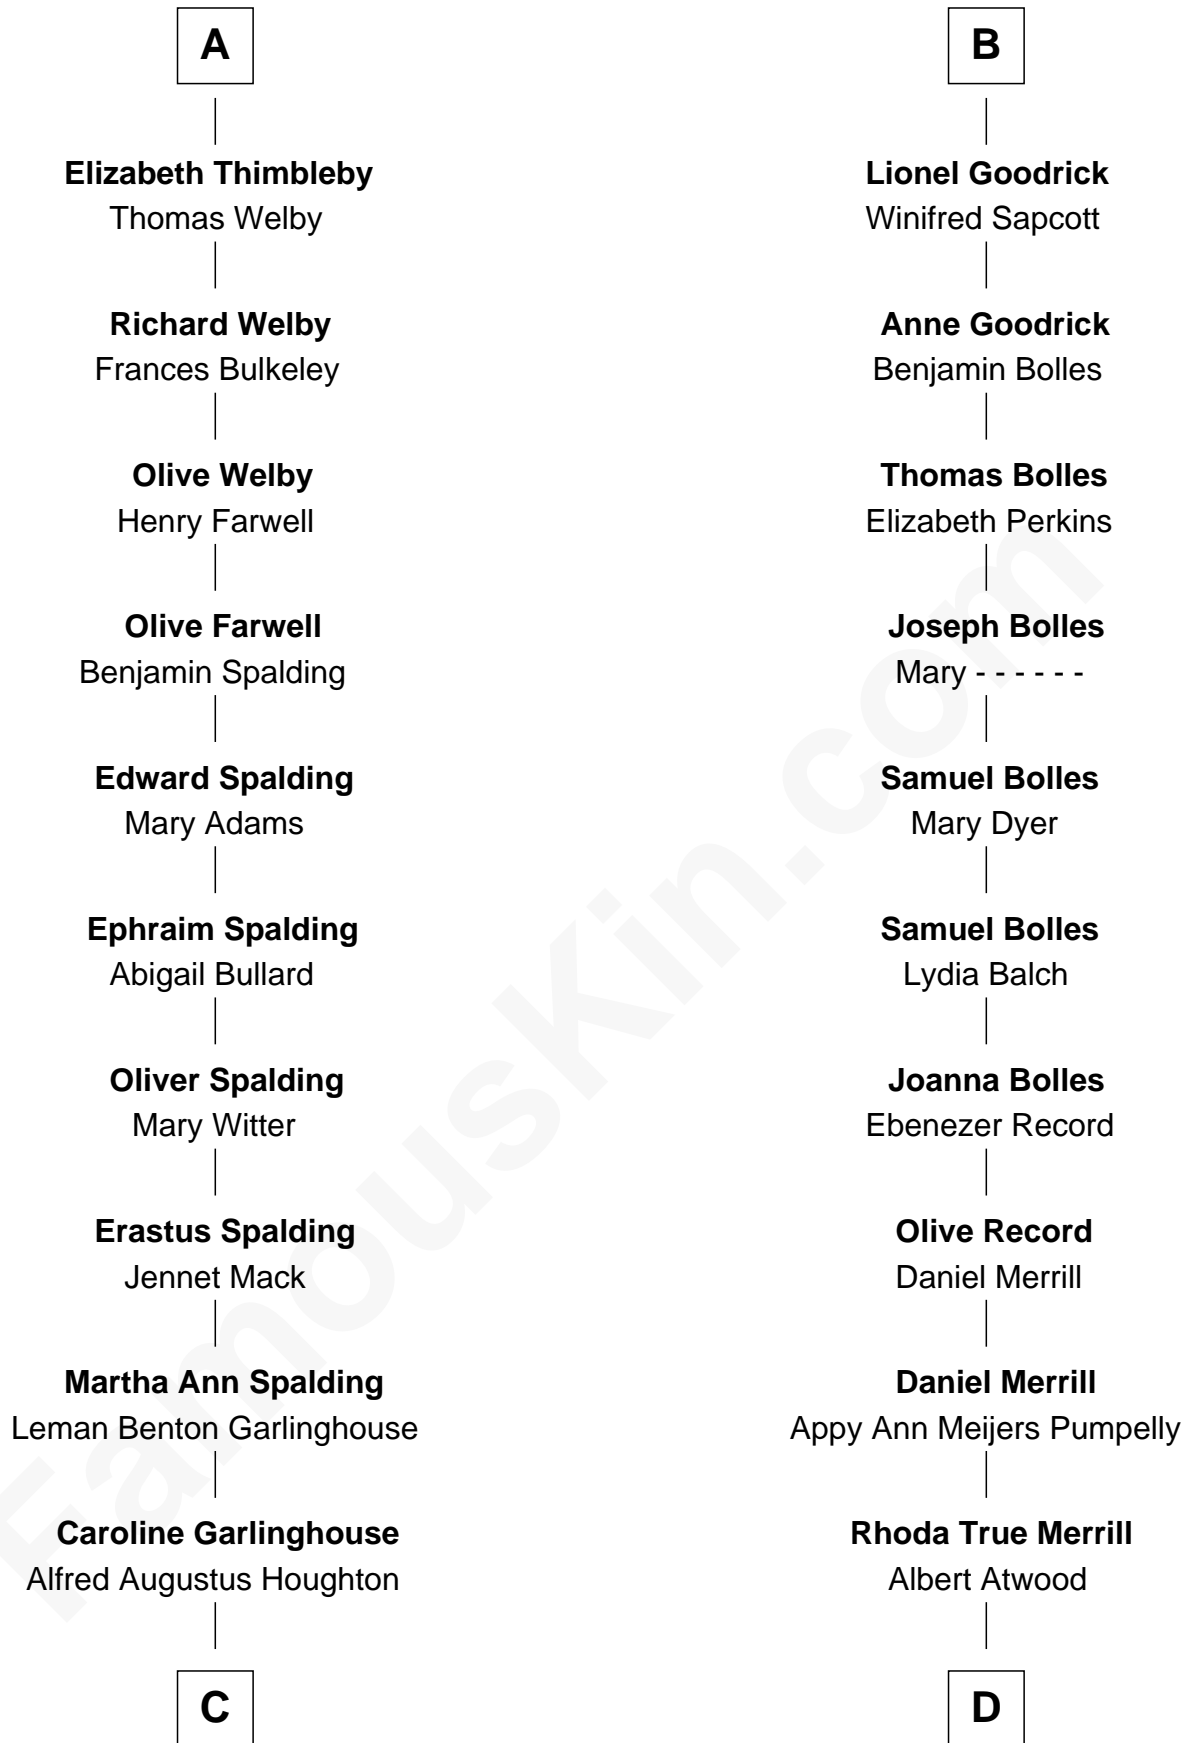 A
Elizabeth Thimbleby
Thomas Welby
Richard Welby
Frances Bulkeley
Olive Welby
Henry Farwell
Olive Farwell
Benjamin Spalding
Edward Spalding
Mary Adams
Ephraim Spalding
Abigail Bullard
Oliver Spalding
Mary Witter
Erastus Spalding
Jennet Mack
Martha Ann Spalding
Leman Benton Garlinghouse
Caroline Garlinghouse
Alfred Augustus Houghton
C
B
Lionel Goodrick
Winifred Sapcott
Anne Goodrick
Benjamin Bolles
Thomas Bolles
Elizabeth Perkins
Joseph Bolles
Mary - - - - - -
Samuel Bolles
Mary Dyer
Samuel Bolles
Lydia Balch
Joanna Bolles
Ebenezer Record
Olive Record
Daniel Merrill
Daniel Merrill
Appy Ann Meijers Pumpelly
Rhoda True Merrill
Albert Atwood
D
FamousKin.com